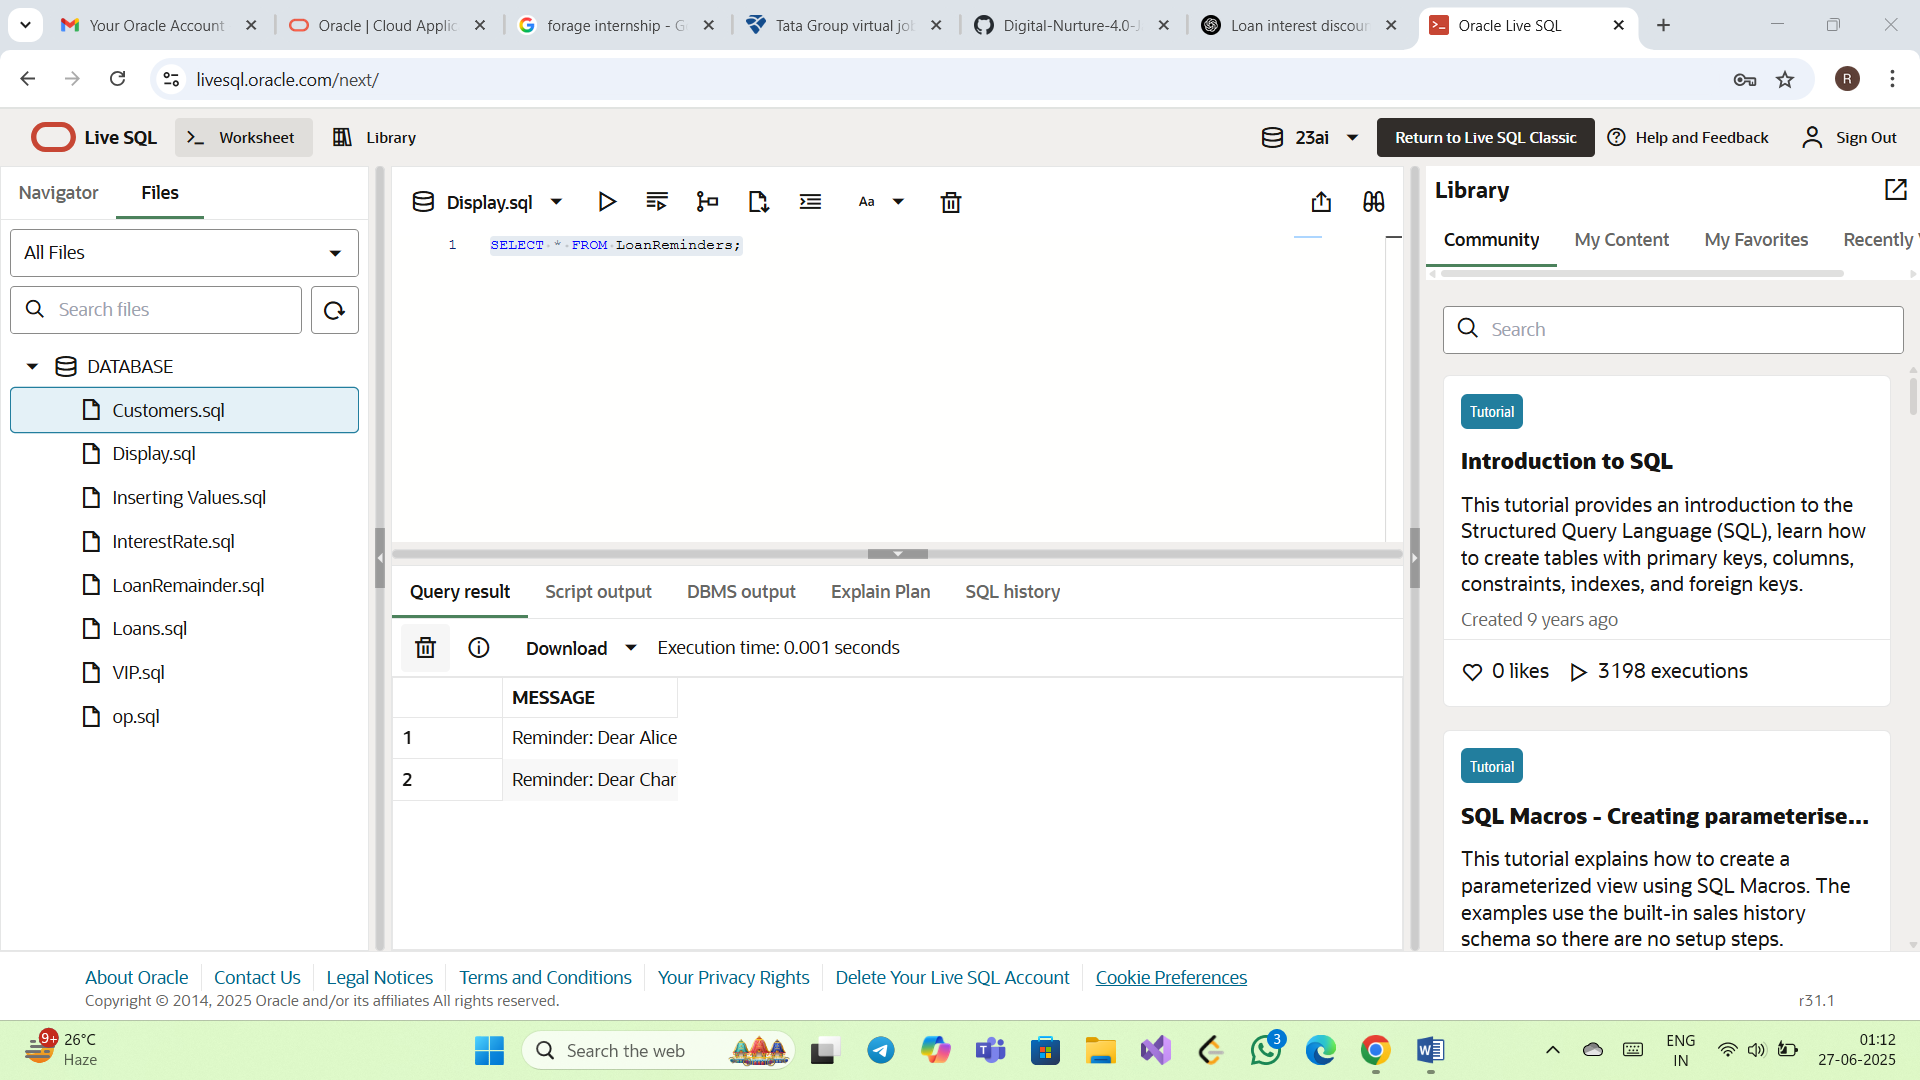 Your Oracle Account
Oracle | Cloud Applic
forage internship - G
Tata Group virtual jo
Digital-Nurture-4.0-J
Loan interest discou
Oracle Live SQL
livesql.oracle.com/next/
R
Live SQL
Worksheet
Library
23ai
Return to Live SQL Classic
Help and Feedback
Sign Out
Navigator
Files
All Files
Search files
DATABASE
Customers.sql
Display.sql
Inserting Values.sql
InterestRate.sql
LoanRemainder.sql
Loans.sql
VIP.sql
op.sql
Display.sql
Aa
1 SELECT * FROM LoanReminders;
Query result
Script output
DBMS output
Explain Plan
SQL history
Download
Execution time: 0.001 seconds
MESSAGE
1 Reminder: Dear Alice
2 Reminder: Dear Char
Library
Community
My Content
My Favorites
Recently
Search
Tutorial
Introduction to SQL
This tutorial provides an introduction to the
Structured Query Language (SQL), learn how
to create tables with primary keys, columns,
constraints, indexes, and foreign keys.
Created 9 years ago
0 likes
3198 executions
Tutorial
SQL Macros - Creating parameterise...
This tutorial explains how to create a
parameterized view using SQL Macros. The
examples use the built-in sales history
schema so there are no setup steps.
About Oracle
Contact Us
Legal Notices
Terms and Conditions
Your Privacy Rights
Delete Your Live SQL Account
Cookie Preferences
Copyright © 2014, 2025 Oracle and/or its affiliates All rights reserved.
r31.1
9+
26°C
Haze
Search the web
3
ENG
IN
01:12
27-06-2025